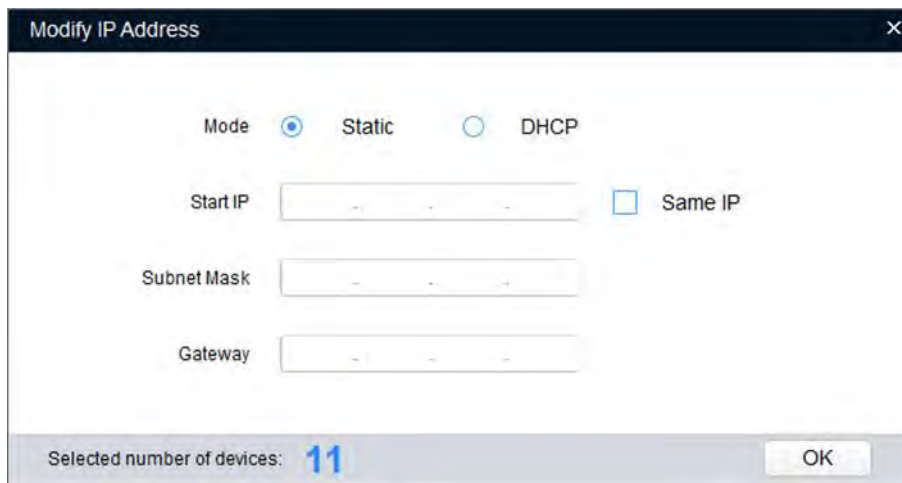 Modify IP Address
Mode Static DHCP
Start IP . . . Same IP
Subnet Mask . . .
Gateway . . .
Selected number of devices: 11 OK